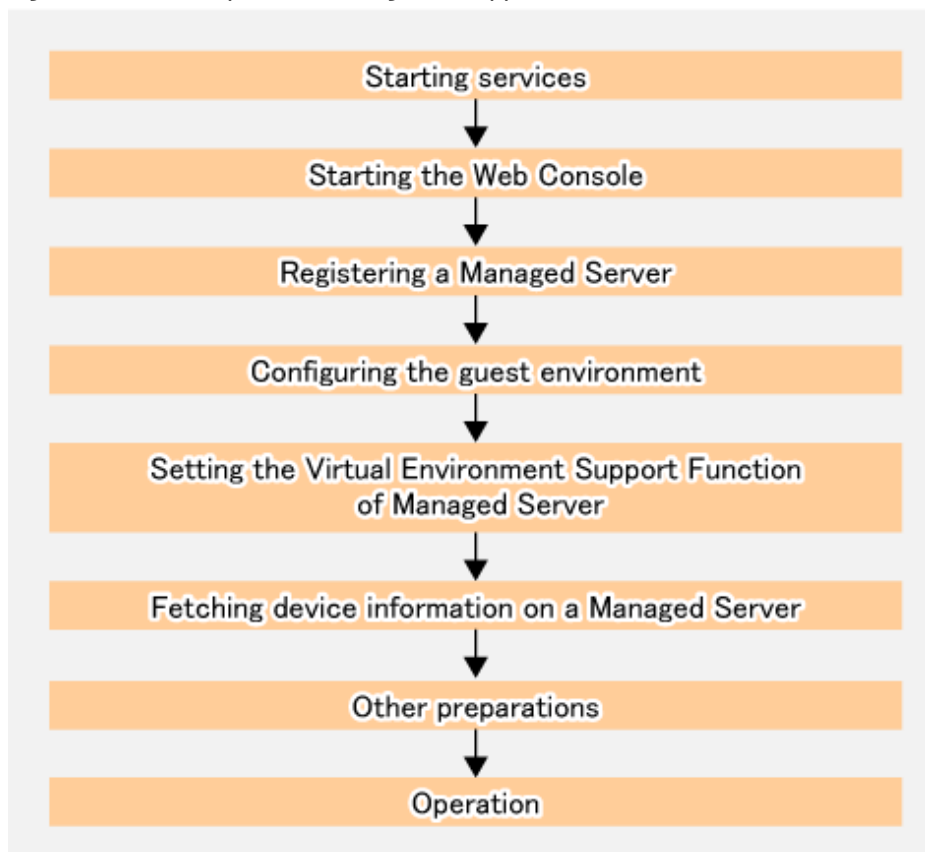 Starting services
Starting the Web Console
Registering a Managed Server
Configuring the guest environment
Setting the Virtual Environment Support Function
of Managed Server
Fetching device information on a Managed Server
Other preparations
Operation